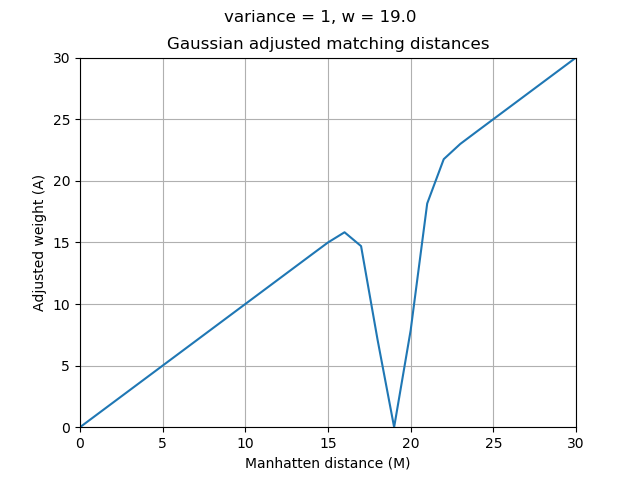 variance = 1, w = 19.0
Gaussian adjusted matching distances
30
25
20
15
10
5
0
Adjusted weight (A)
0 5 10 15 20 25 30
Manhatten distance (M)